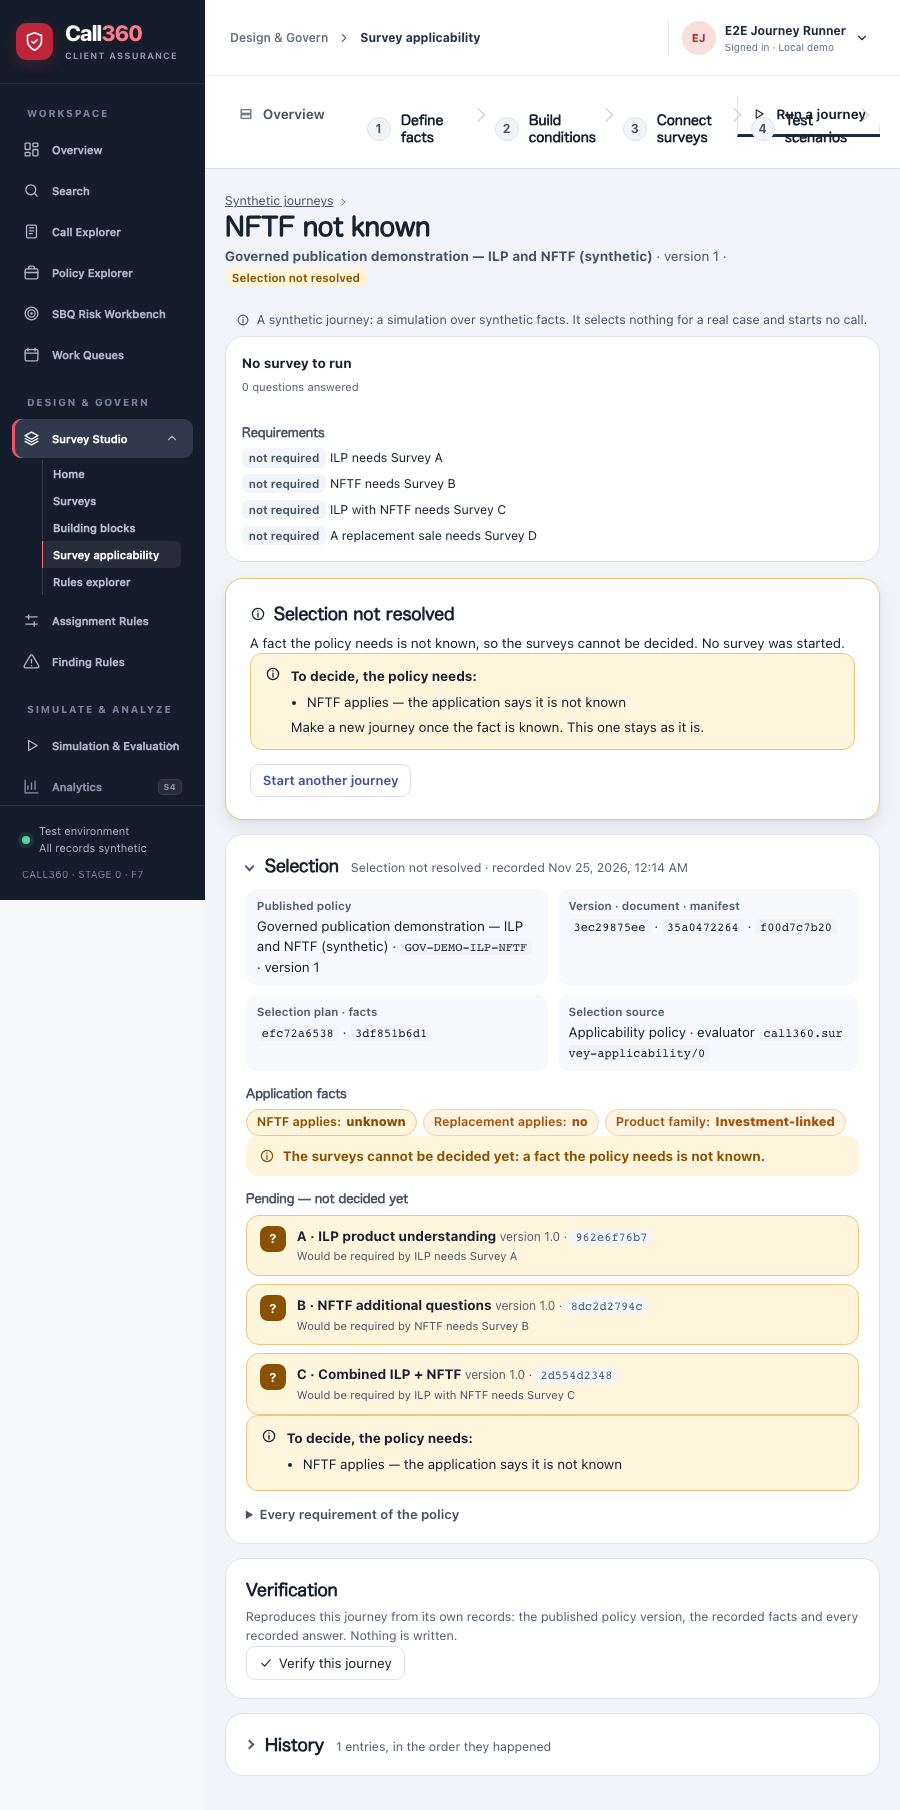 Call360
CLIENT ASSURANCE
WORKSPACE
Overview
Search
Call Explorer
Policy Explorer
SBQ Risk Workbench
Work Queues
DESIGN & GOVERN
Survey Studio
Home
Surveys
Building blocks
Survey applicability
Rules explorer
Assignment Rules
Finding Rules
SIMULATE & ANALYZE
Simulation & Evaluation
Analytics S4
Test environment
All records synthetic
CALL360 · STAGE 0 · F7
Design & Govern > Survey applicability
EJ
E2E Journey Runner
Signed in · Local demo
Overview
1 Define facts
2 Build conditions
3 Connect surveys
4 Test scenarios
Run a journey
Synthetic journeys >
NFTF not known
Governed publication demonstration — ILP and NFTF (synthetic) · version 1 ·
Selection not resolved
A synthetic journey: a simulation over synthetic facts. It selects nothing for a real case and starts no call.
No survey to run
0 questions answered
Requirements
not required ILP needs Survey A
not required NFTF needs Survey B
not required ILP with NFTF needs Survey C
not required A replacement sale needs Survey D
Selection not resolved
A fact the policy needs is not known, so the surveys cannot be decided. No survey was started.
To decide, the policy needs:
• NFTF applies — the application says it is not known
Make a new journey once the fact is known. This one stays as it is.
Start another journey
Selection Selection not resolved · recorded Nov 25, 2026, 12:14 AM
Published policy
Governed publication demonstration — ILP
and NFTF (synthetic) · GOV-DEMO-ILP-NFTF
· version 1
Version · document · manifest
3ec29875ee · 35a0472264 · f00d7c7b20
Selection plan · facts
efc72a6538 · 3df851b6d1
Selection source
Applicability policy · evaluator call360.sur
vey-applicability/0
Application facts
NFTF applies: unknown Replacement applies: no Product family: Investment-linked
The surveys cannot be decided yet: a fact the policy needs is not known.
Pending — not decided yet
? A · ILP product understanding version 1.0 · 962e6f76b7
Would be required by ILP needs Survey A
? B · NFTF additional questions version 1.0 · 8dc2d2794c
Would be required by NFTF needs Survey B
? C · Combined ILP + NFTF version 1.0 · 2d554d2348
Would be required by ILP with NFTF needs Survey C
To decide, the policy needs:
• NFTF applies — the application says it is not known
Every requirement of the policy
Verification
Reproduces this journey from its own records: the published policy version, the recorded facts and every
recorded answer. Nothing is written.
Verify this journey
History 1 entries, in the order they happened